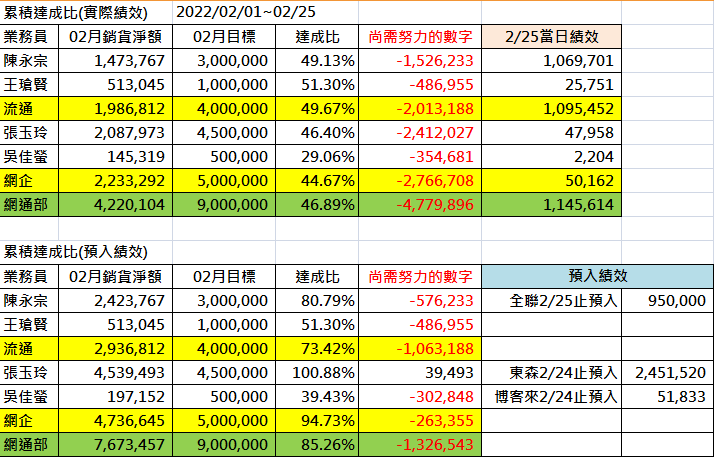 累積達成比(實際績效) 2022/02/01~02/25
業務員 02月銷貨淨額 02月目標 達成比 尚需努力的數字 2/25當日績效
陳永宗 1,473,767 3,000,000 49.13% -1,526,233 1,069,701
王瑲賢 513,045 1,000,000 51.30% -486,955 25,751
流通 1,986,812 4,000,000 49.67% -2,013,188 1,095,452
張玉玲 2,087,973 4,500,000 46.40% -2,412,027 47,958
吳佳螢 145,319 500,000 29.06% -354,681 2,204
網企 2,233,292 5,000,000 44.67% -2,766,708 50,162
網通部 4,220,104 9,000,000 46.89% -4,779,896 1,145,614
累積達成比(預入績效)
業務員 02月銷貨淨額 02月目標 達成比 尚需努力的數字 預入績效
陳永宗 2,423,767 3,000,000 80.79% -576,233 全聯2/25止預入 950,000
王瑲賢 513,045 1,000,000 51.30% -486,955
流通 2,936,812 4,000,000 73.42% -1,063,188
張玉玲 4,539,493 4,500,000 100.88% 39,493 東森2/24止預入 2,451,520
吳佳螢 197,152 500,000 39.43% -302,848 博客來2/24止預入 51,833
網企 4,736,645 5,000,000 94.73% -263,355
網通部 7,673,457 9,000,000 85.26% -1,326,543